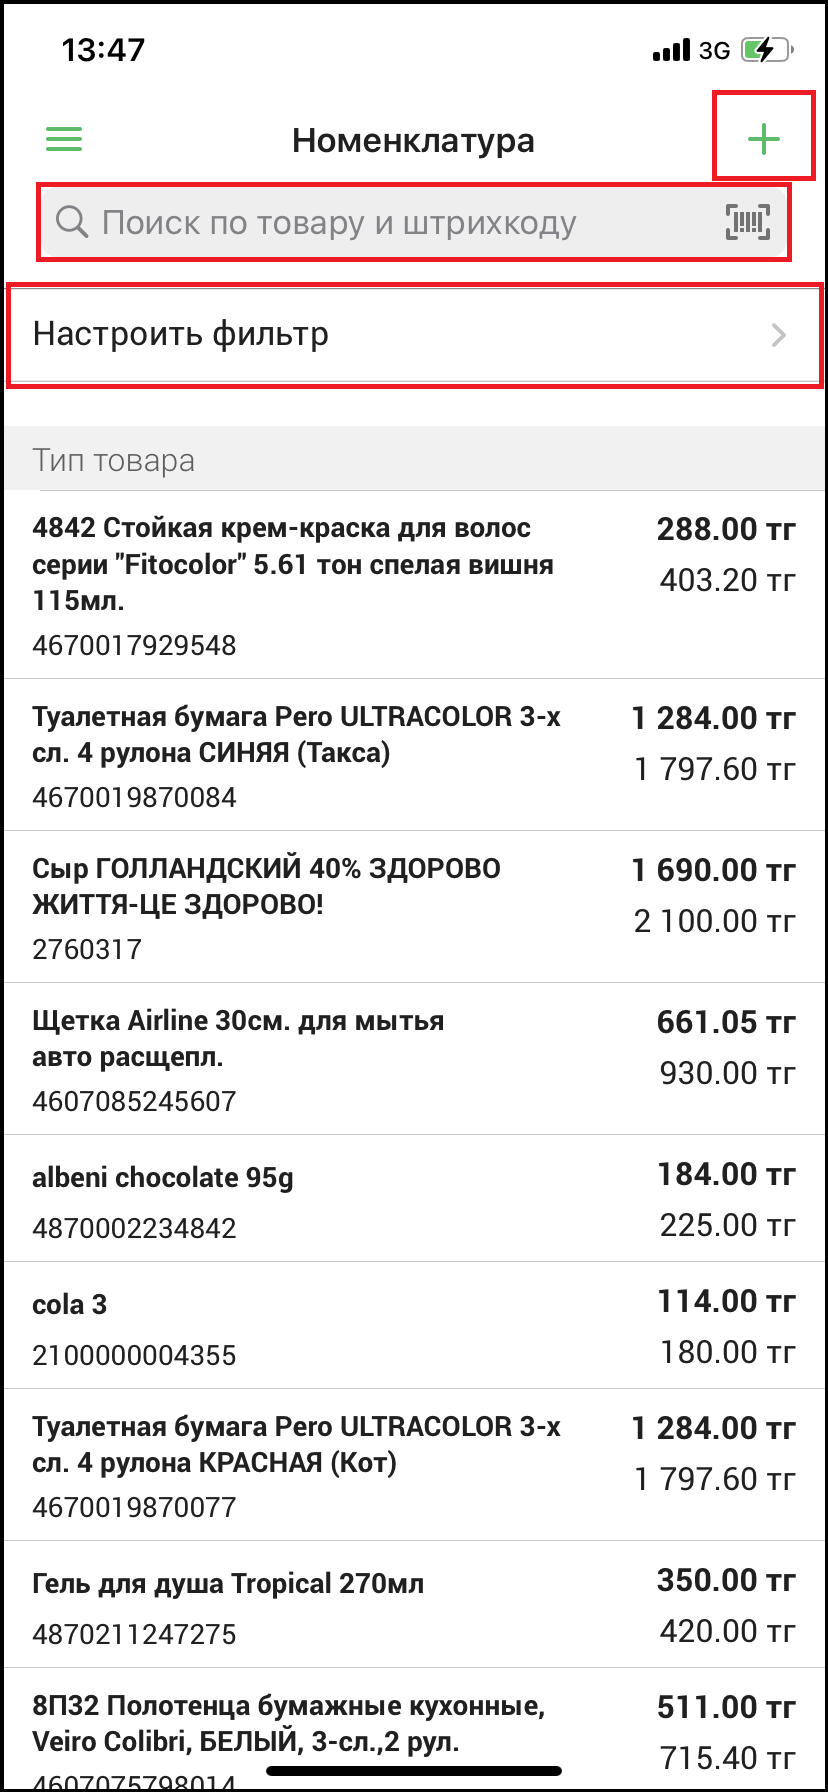 13:47 3G
Номенклатура
Поиск по товару и штрихкоду
Настроить фильтр
Тип товара
4842 Стойкая крем-краска для волос
серии "Fitocolor" 5.61 тон спелая вишня
115мл.
4670017929548
288.00 тг
403.20 тг
Туалетная бумага Pero ULTRACOLOR 3-х
сл. 4 рулона СИНЯЯ (Такса)
4670019870084
1 284.00 тг
1 797.60 тг
Сыр ГОЛЛАНДСКИЙ 40% ЗДОРОВО
ЖИТТЯ-ЦЕ ЗДОРОВО!
2760317
1 690.00 тг
2 100.00 тг
Щетка Airline 30см. для мытья
авто расщепл.
4607085245607
661.05 тг
930.00 тг
albeni chocolate 95g
4870002234842
184.00 тг
225.00 тг
cola 3
2100000004355
114.00 тг
180.00 тг
Туалетная бумага Pero ULTRACOLOR 3-х
сл. 4 рулона КРАСНАЯ (Кот)
4670019870077
1 284.00 тг
1 797.60 тг
Гель для душа Tropical 270мл
4870211247275
350.00 тг
420.00 тг
8П32 Полотенца бумажные кухонные,
Veiro Colibri, БЕЛЫЙ, 3-сл.,2 рул.
4607075798014
511.00 тг
715.40 тг